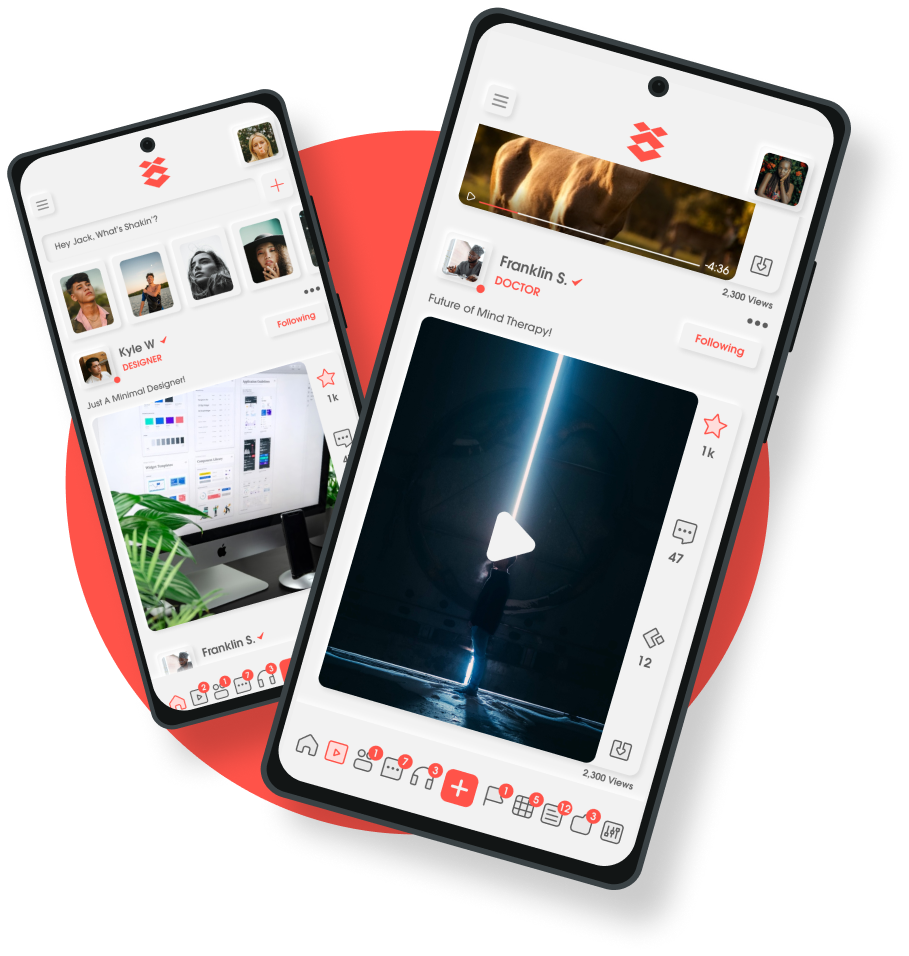 Hey Jack, What's Shakin'?
Following
Kyle W
DESIGNER
Just A Minimal Designer!
1k
Franklin S.
2
1
7
3
-4:36
2,300 Views
Franklin S.
DOCTOR
Future of Mind Therapy!
Following
1k
47
12
2,300 Views
1
7
3
1
5
12
3